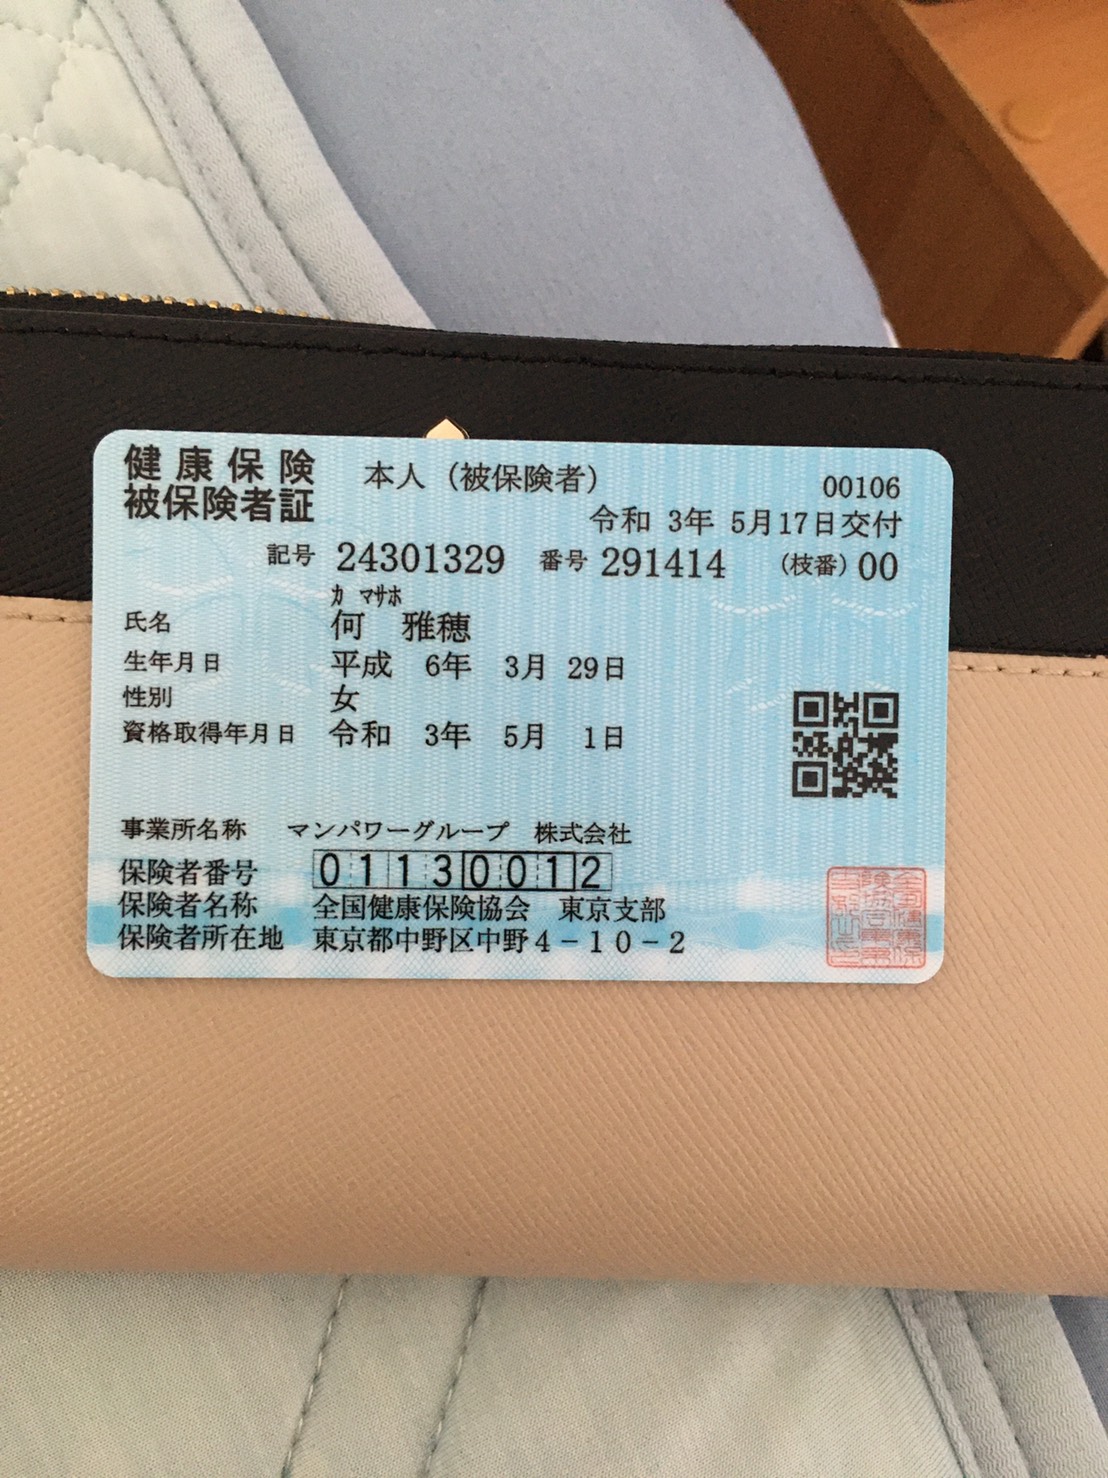 健康保険 本人（被保険者） 00106
被保険者証 令和 3年 5月17日交付
記号 24301329 番号 291414 （枝番）00
ｶ ﾏｻﾎ
氏名 何 雅穂
生年月日 平成 6年 3月 29日
性別 女
資格取得年月日 令和 3年 5月 1日
事業所名称 マンパワーグループ 株式会社
保険者番号 01130012
保険者名称 全国健康保険協会 東京支部
保険者所在地 東京都中野区中野４－１０－２